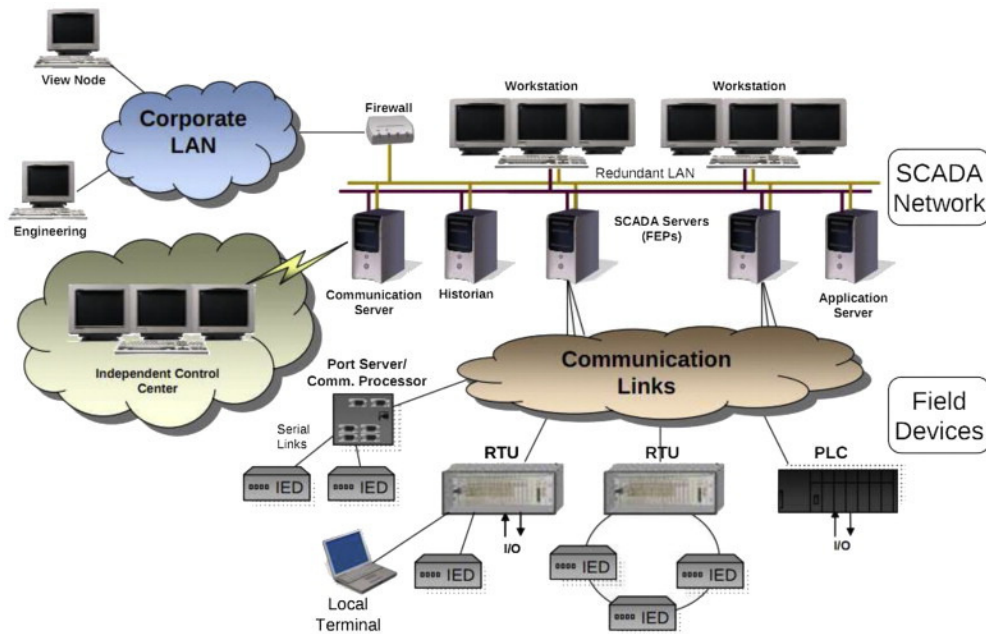 View Node
Corporate
LAN
Engineering
Firewall
Workstation
Workstation
Redundant LAN
SCADA
Network
SCADA Servers
(FEPs)
Communication
Server
Historian
Application
Server
Independent Control
Center
Communication
Links
Port Server/
Comm. Processor
Serial
Links
Field
Devices
IED
IED
RTU
RTU
PLC
I/O
I/O
IED
IED
IED
IED
Local
Terminal